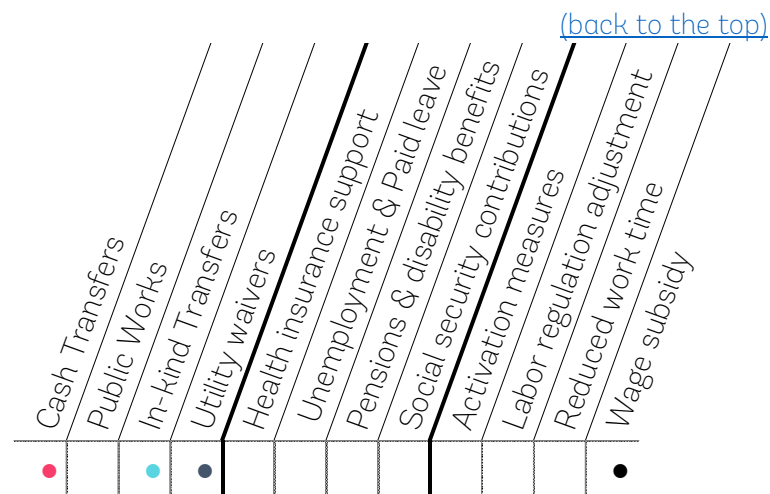 (back to the top)
Cash Transfers
Public Works
In-kind Transfers
Utility waivers
Health insurance support
Unemployment & Paid leave
Pensions & disability benefits
Social security contributions
Activation measures
Labor regulation adjustment
Reduced work time
Wage subsidy